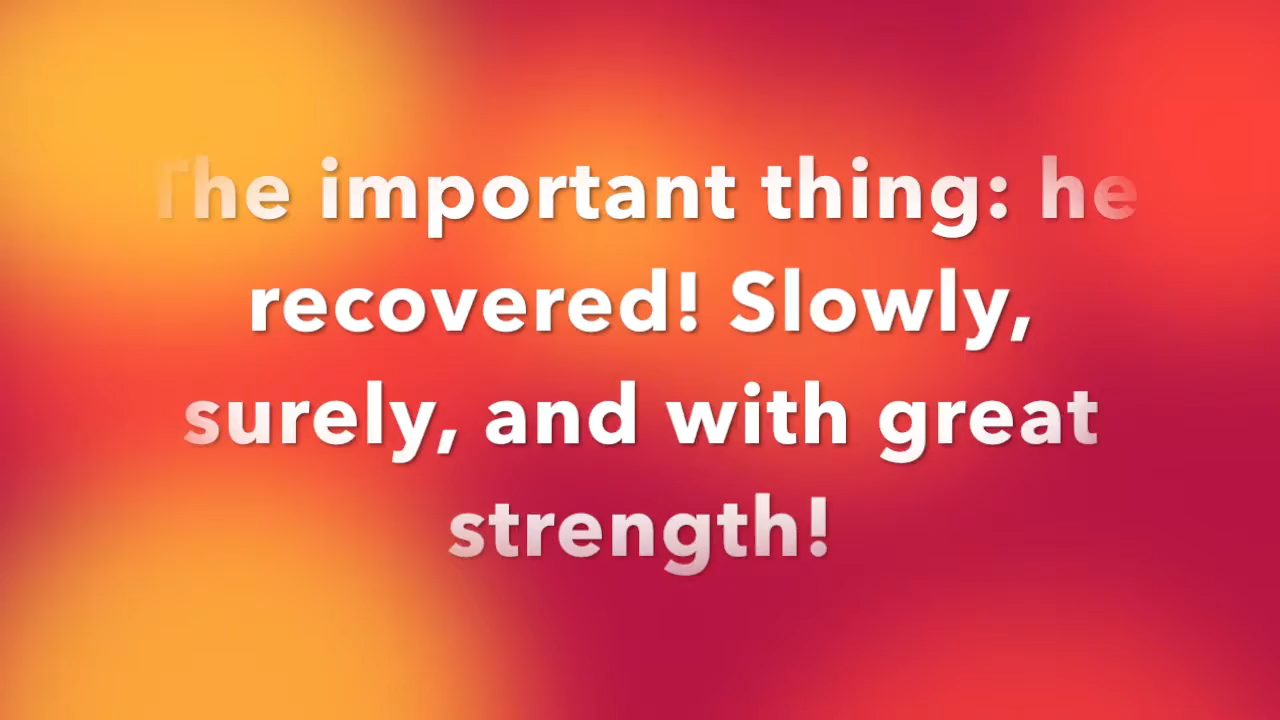 The important thing: he
recovered! Slowly,
surely, and with great
strength!